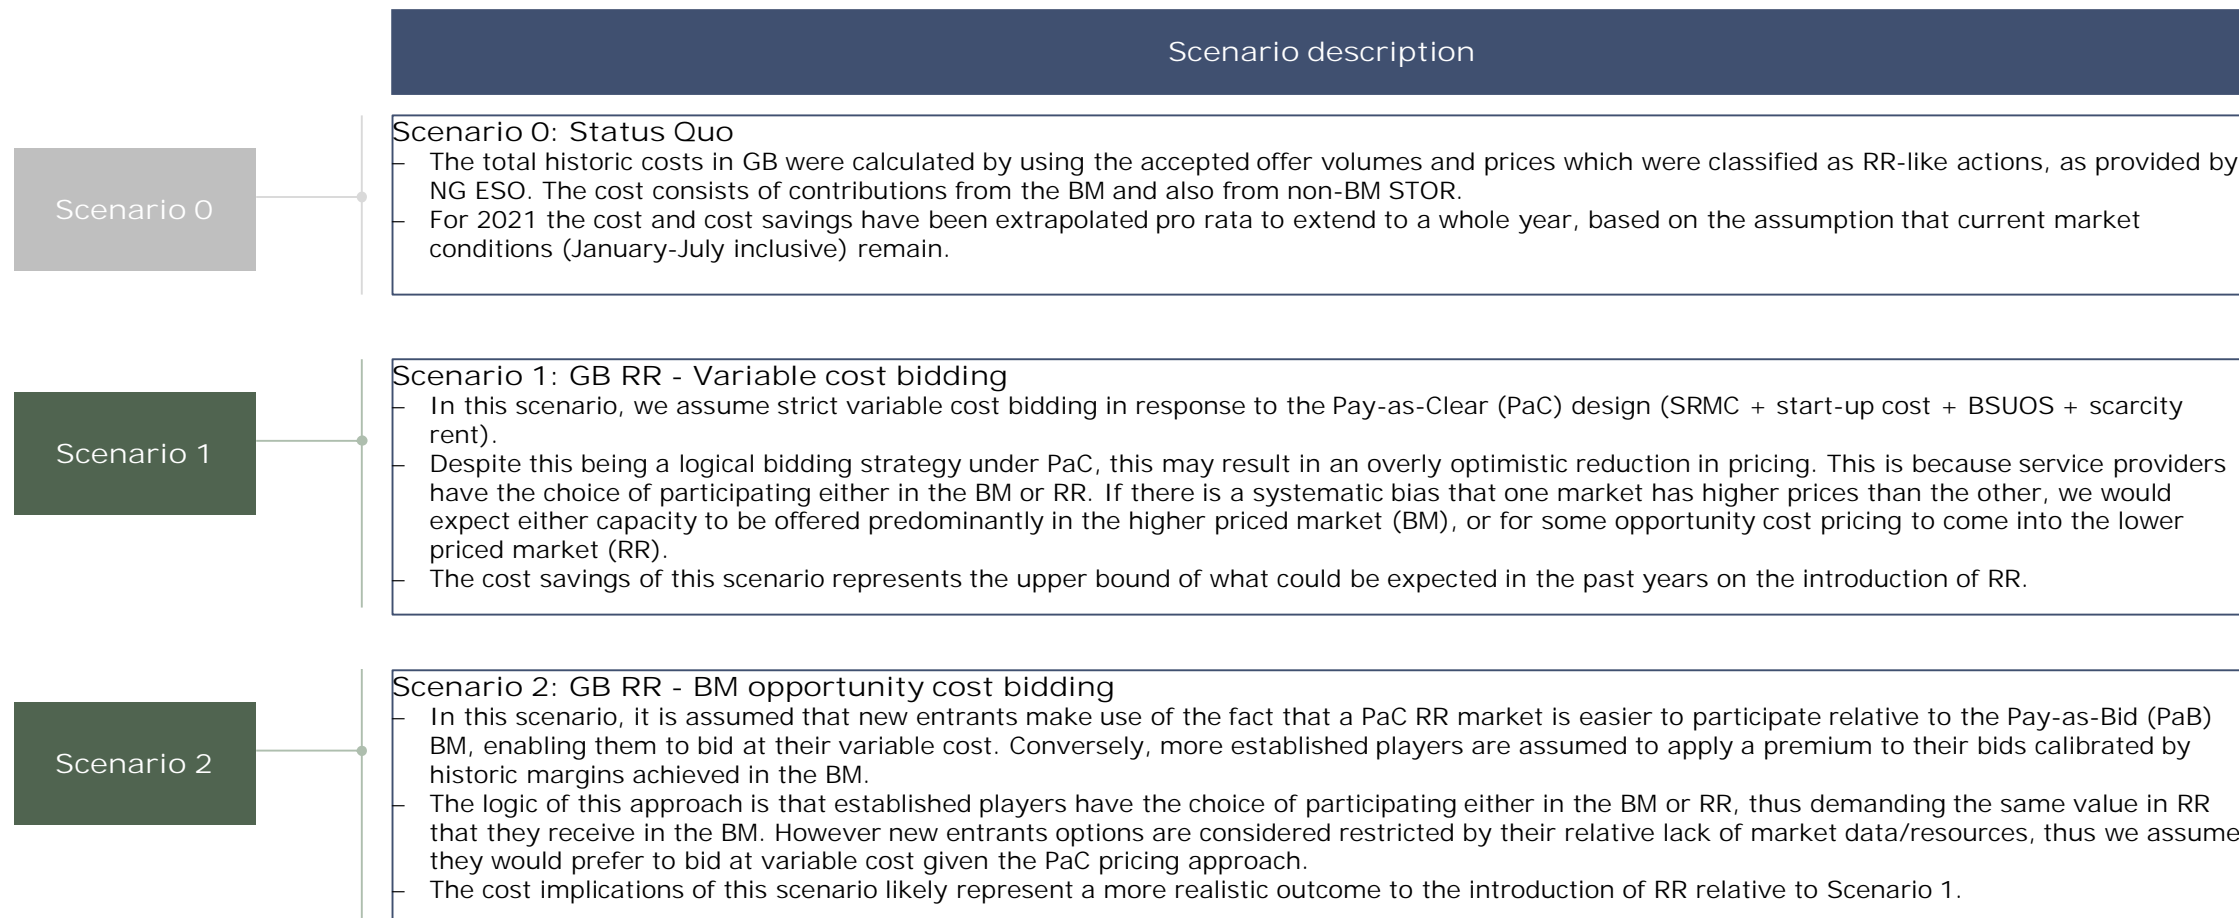 Scenario description
Scenario 0
Scenario 0: Status Quo
– The total historic costs in GB were calculated by using the accepted offer volumes and prices which were classified as RR-like actions, as provided by
NG ESO. The cost consists of contributions from the BM and also from non-BM STOR.
– For 2021 the cost and cost savings have been extrapolated pro rata to extend to a whole year, based on the assumption that current market
conditions (January-July inclusive) remain.
Scenario 1
Scenario 1: GB RR - Variable cost bidding
– In this scenario, we assume strict variable cost bidding in response to the Pay-as-Clear (PaC) design (SRMC + start-up cost + BSUOS + scarcity
rent).
– Despite this being a logical bidding strategy under PaC, this may result in an overly optimistic reduction in pricing. This is because service providers
have the choice of participating either in the BM or RR. If there is a systematic bias that one market has higher prices than the other, we would
expect either capacity to be offered predominantly in the higher priced market (BM), or for some opportunity cost pricing to come into the lower
priced market (RR).
– The cost savings of this scenario represents the upper bound of what could be expected in the past years on the introduction of RR.
Scenario 2
Scenario 2: GB RR - BM opportunity cost bidding
– In this scenario, it is assumed that new entrants make use of the fact that a PaC RR market is easier to participate relative to the Pay-as-Bid (PaB)
BM, enabling them to bid at their variable cost. Conversely, more established players are assumed to apply a premium to their bids calibrated by
historic margins achieved in the BM.
– The logic of this approach is that established players have the choice of participating either in the BM or RR, thus demanding the same value in RR
that they receive in the BM. However new entrants options are considered restricted by their relative lack of market data/resources, thus we assume
they would prefer to bid at variable cost given the PaC pricing approach.
– The cost implications of this scenario likely represent a more realistic outcome to the introduction of RR relative to Scenario 1.